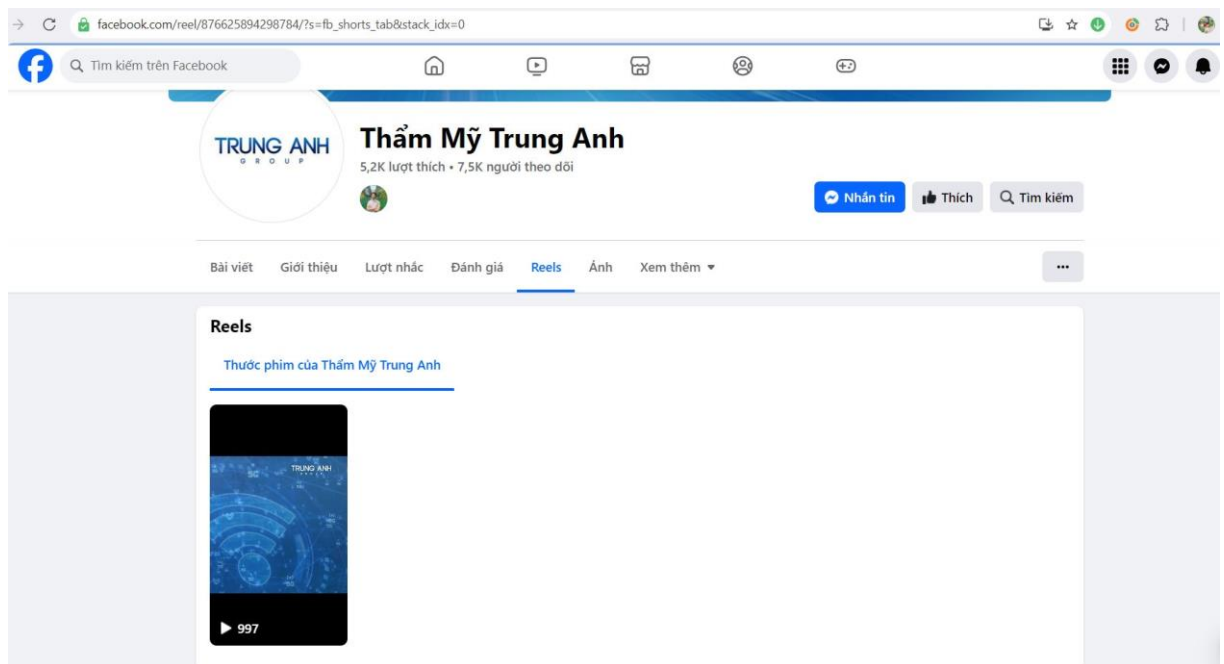 facebook.com/reel/876625894298784/?s=fb_shorts_tab&stack_idx=0
Tìm kiếm trên Facebook
TRUNG ANH
GROUP
Thẩm Mỹ Trung Anh
5,2K lượt thích • 7,5K người theo dõi
Nhắn tin
Thích
Tìm kiếm
Bài viết Giới thiệu Lượt nhắc Đánh giá Reels Ảnh Xem thêm
Reels
Thước phim của Thẩm Mỹ Trung Anh
TRUNG ANH
997